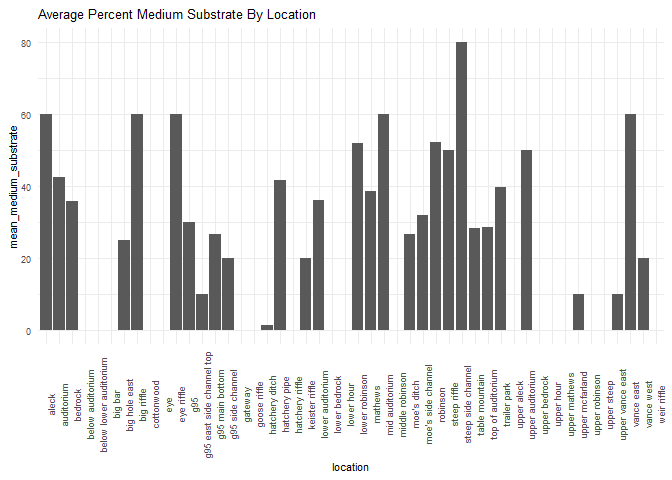 Average Percent Medium Substrate By Location
80
60
40
20
0
mean_medium_substrate
aleck
auditorium
bedrock
below auditorium
below lower auditorium
big bar
big hole east
big riffle
cottonwood
eye
eye riffle
g95
g95 east side channel top
g95 main bottom
g95 side channel
gateway
goose riffle
hatchery ditch
hatchery pipe
hatchery riffle
keister riffle
lower auditorium
lower bedrock
lower hour
lower robinson
mathews
mid auditorium
middle robinson
moe's ditch
moe's side channel
robinson
steep riffle
steep side channel
table mountain
top of auditorium
trailer park
upper aleck
upper auditorium
upper bedrock
upper hour
upper mathews
upper mcfarland
upper robinson
upper steep
upper vance east
vance east
vance west
weir riffle
location